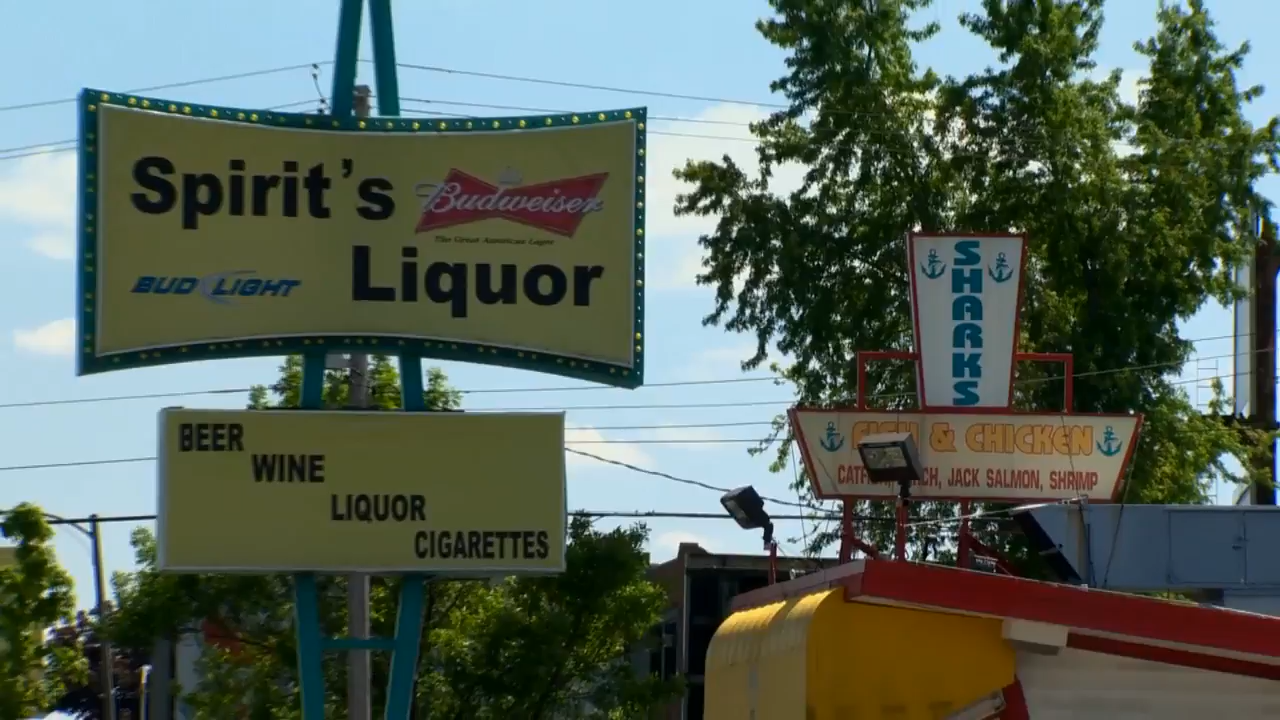 Spirit's
Budweiser
The Great American Lager
BUD LIGHT
Liquor
BEER
WINE
LIQUOR
CIGARETTES
SHARKS
& CHICKEN
JACK SALMON, SHRIMP